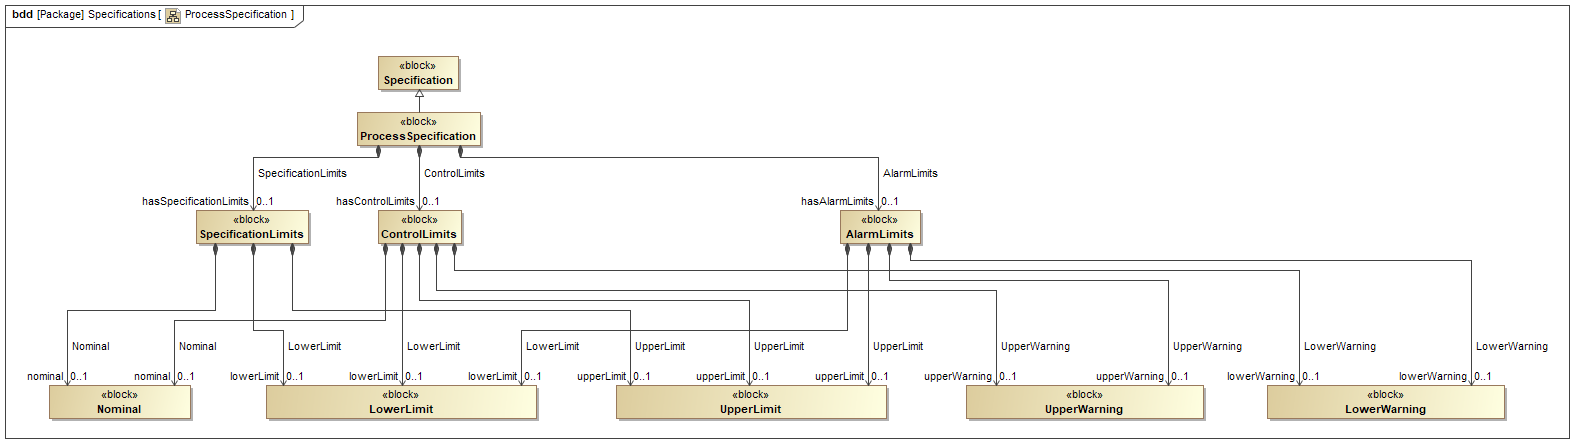 bdd [Package] Specifications [ ProcessSpecification ]
«block»
Specification
«block»
ProcessSpecification
SpecificationLimits
ControlLimits
AlarmLimits
hasSpecificationLimits 0..1
hasControlLimits 0..1
hasAlarmLimits 0..1
«block»
SpecificationLimits
«block»
ControlLimits
«block»
AlarmLimits
Nominal
Nominal
LowerLimit
LowerLimit
LowerLimit
UpperLimit
UpperLimit
UpperLimit
UpperWarning
UpperWarning
LowerWarning
LowerWarning
nominal 0..1
nominal 0..1
lowerLimit 0..1
lowerLimit 0..1
lowerLimit 0..1
upperLimit 0..1
upperLimit 0..1
upperLimit 0..1
upperWarning 0..1
upperWarning 0..1
lowerWarning 0..1
lowerWarning 0..1
«block»
Nominal
«block»
LowerLimit
«block»
UpperLimit
«block»
UpperWarning
«block»
LowerWarning